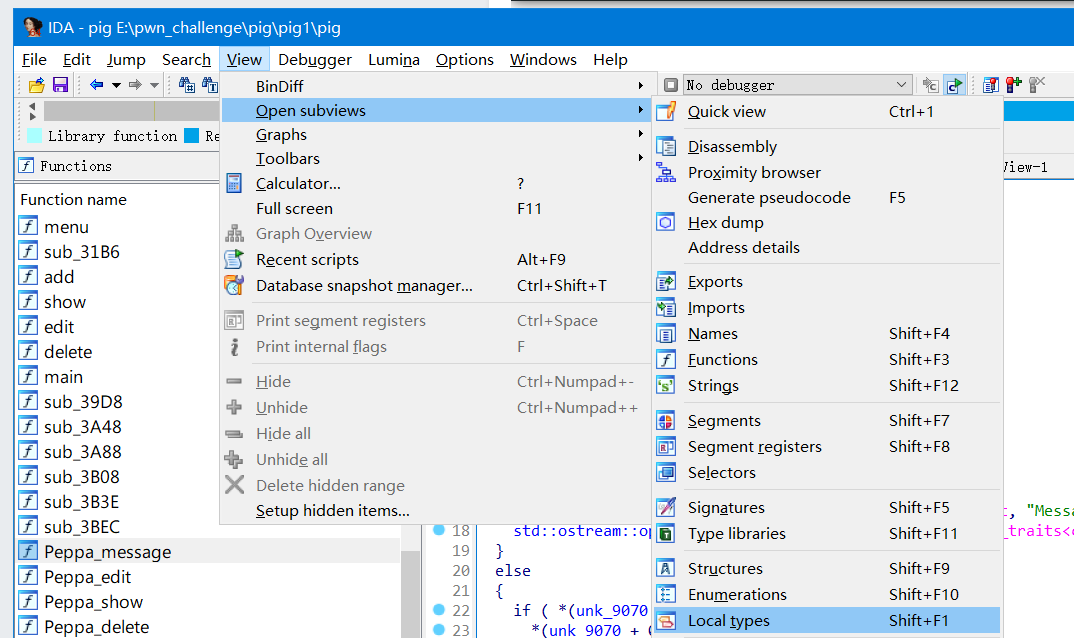 IDA - pig E:\pwn_challenge\pig\pig1\pig
File Edit Jump Search View Debugger Lumina Options Windows Help
No debugger
Library function Re
Functions
View-1
Function name
menu
sub_31B6
add
show
edit
delete
main
sub_39D8
sub_3A48
sub_3A88
sub_3B08
sub_3B3E
sub_3BEC
Peppa_message
Peppa_edit
Peppa_show
Peppa_delete
BinDiff
Open subviews
Graphs
Toolbars
Calculator... ?
Full screen F11
Graph Overview
Recent scripts Alt+F9
Database snapshot manager... Ctrl+Shift+T
Print segment registers Ctrl+Space
Print internal flags F
Hide Ctrl+Numpad+-
Unhide Ctrl+Numpad++
Hide all
Unhide all
Delete hidden range
Setup hidden items...
Quick view Ctrl+1
Disassembly
Proximity browser
Generate pseudocode F5
Hex dump
Address details
Exports
Imports
Names Shift+F4
Functions Shift+F3
Strings Shift+F12
Segments Shift+F7
Segment registers Shift+F8
Selectors
Signatures Shift+F5
Type libraries Shift+F11
Structures Shift+F9
Enumerations Shift+F10
Local types Shift+F1
, "Messa
18 std::ostream::op
_traits<c
19 }
20 else
21 {
22 if ( *(unk_9070
23 *(unk_9070 +